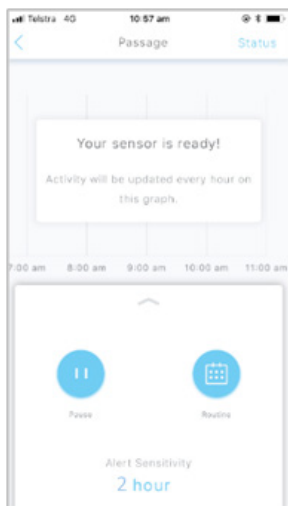 Telstra 4G 10:57 am
Passage Status
Your sensor is ready!
Activity will be updated every hour on
this graph.
7:00 am 8:00 am 9:00 am 10:00 am 11:00 am
Pause Routine
Alert Sensitivity
2 hour